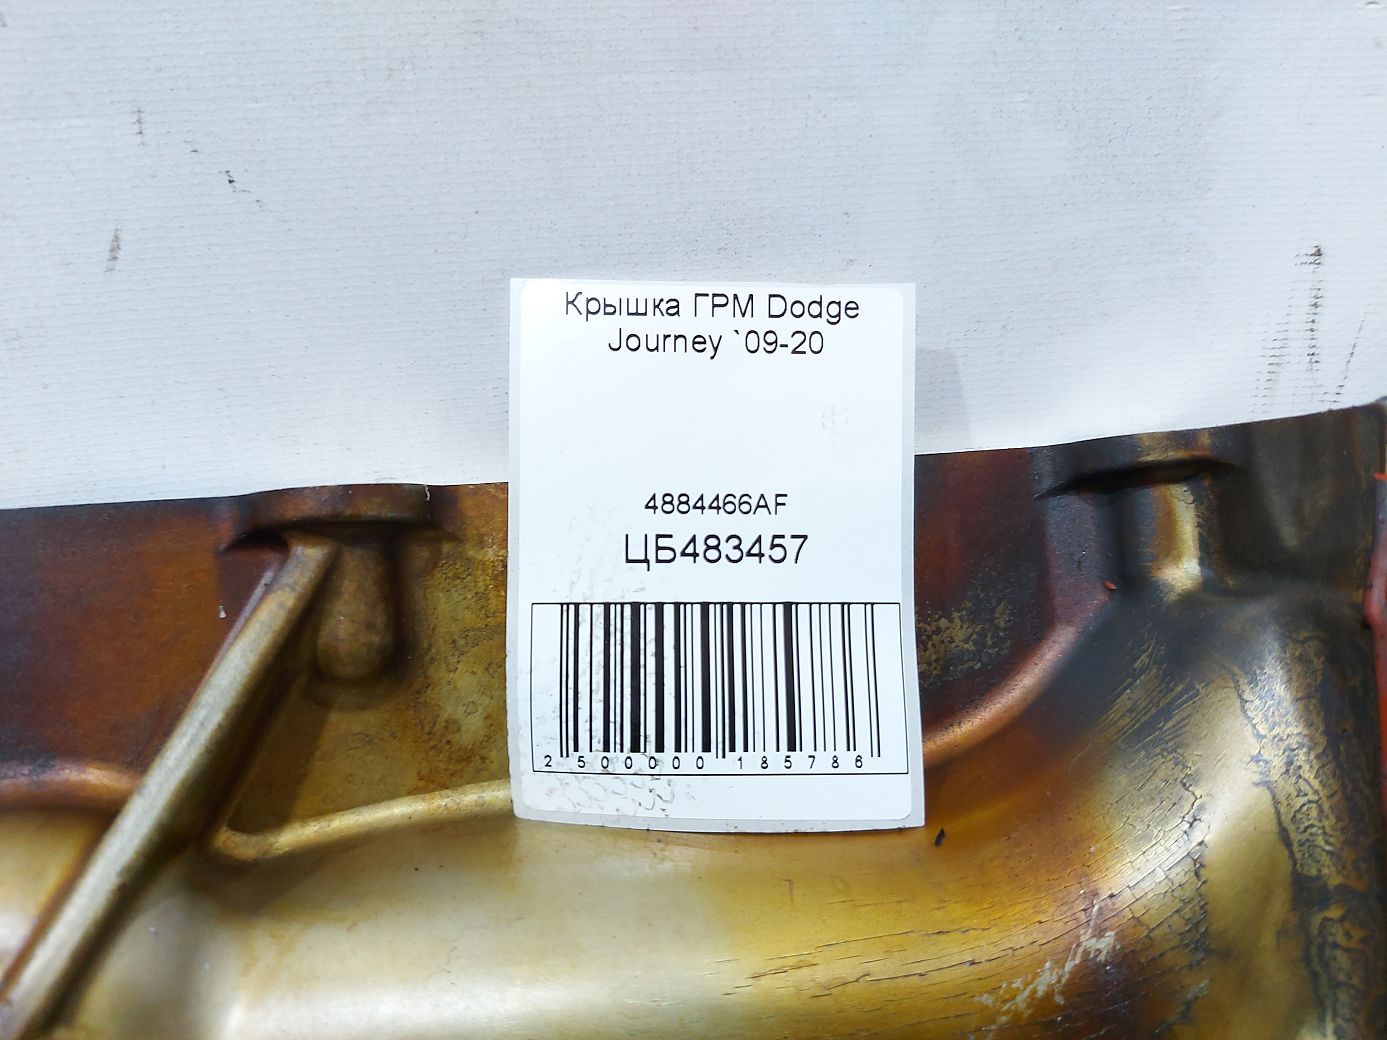 Крышка ГРМ Dodge
Journey `09-20
4884466AF
ЦБ483457
2 500000 185786